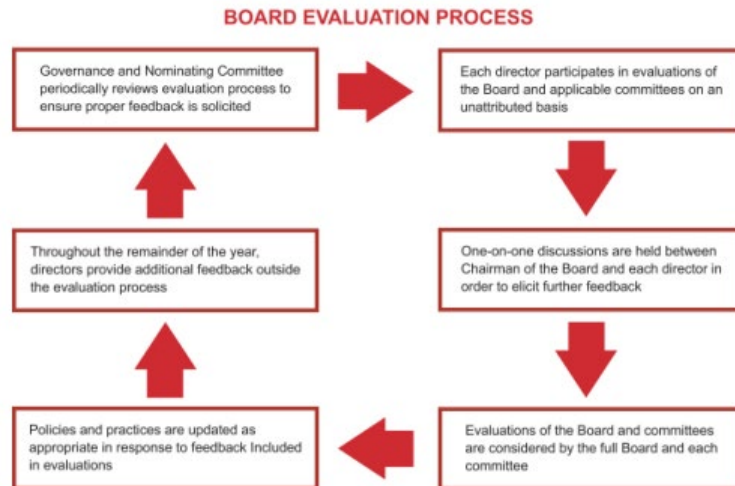 BOARD EVALUATION PROCESS
Governance and Nominating Committee
periodically reviews evaluation process to
ensure proper feedback is solicited
Each director participates in evaluations of
the Board and applicable committees on an
unattributed basis
One-on-one discussions are held between
Chairman of the Board and each director in
order to elicit further feedback
Evaluations of the Board and committees
are considered by the full Board and each
committee
Policies and practices are updated as
appropriate in response to feedback Included
in evaluations
Throughout the remainder of the year,
directors provide additional feedback outside
the evaluation process